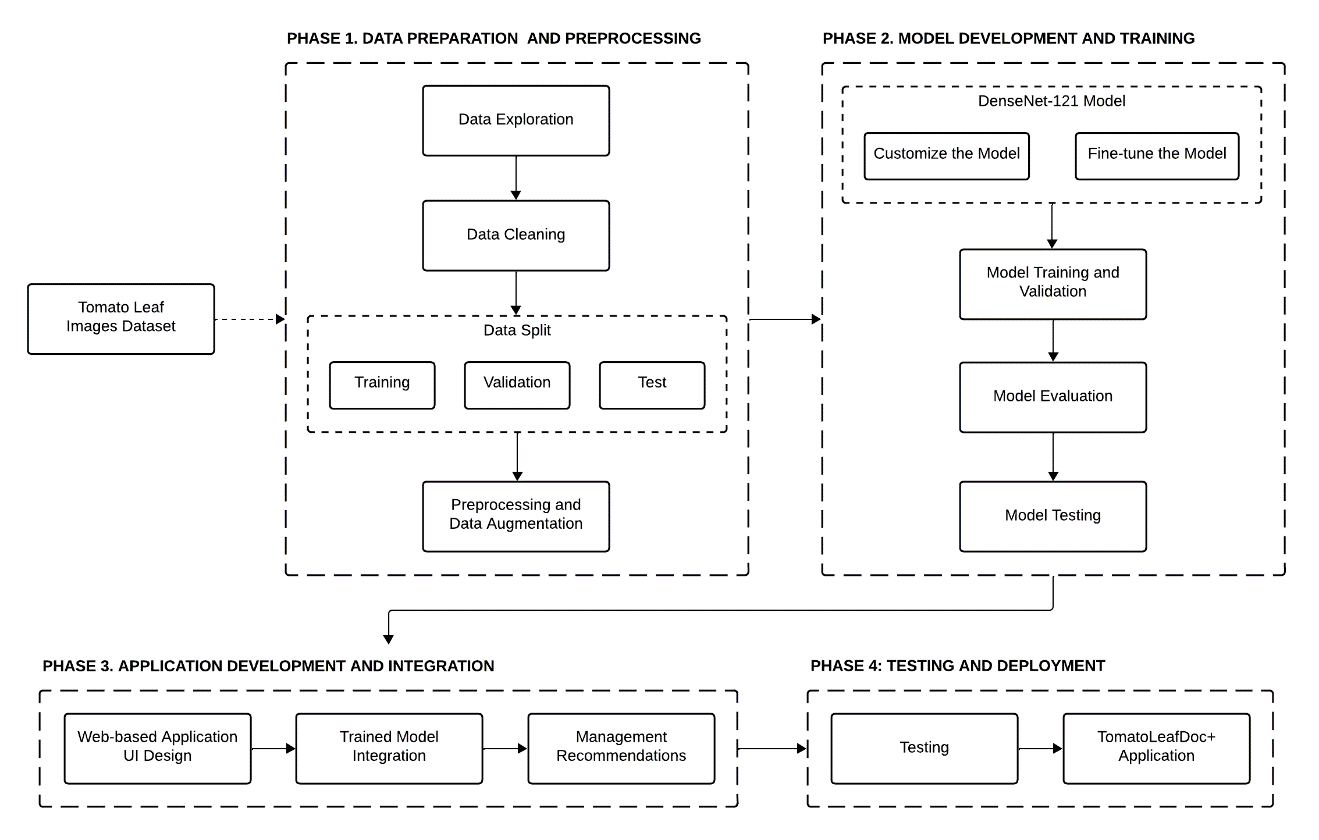 PHASE 1. DATA PREPARATION  AND PREPROCESSING
Data Exploration
Data Cleaning
Tomato Leaf
Images Dataset
Data Split
Training
Validation
Test
Preprocessing and
Data Augmentation
PHASE 2. MODEL DEVELOPMENT AND TRAINING
DenseNet-121 Model
Customize the Model
Fine-tune the Model
Model Training and
Validation
Model Evaluation
Model Testing
PHASE 3. APPLICATION DEVELOPMENT AND INTEGRATION
Web-based Application
UI Design
Trained Model
Integration
Management
Recommendations
PHASE 4: TESTING AND DEPLOYMENT
Testing
TomatoLeafDoc+
Application